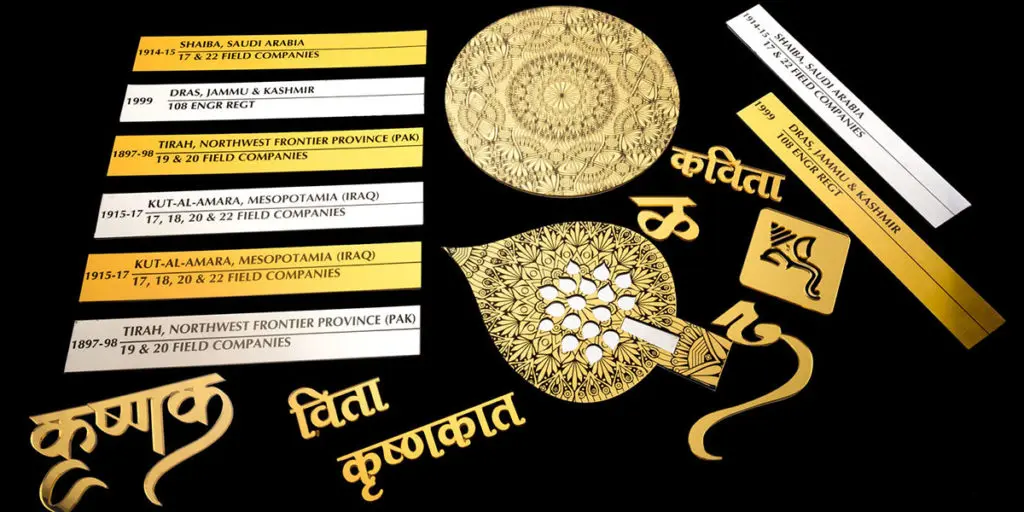 1914-15 SHAIBA, SAUDI ARABIA
17 & 22 FIELD COMPANIES
1999 DRAS, JAMMU & KASHMIR
108 ENGR REGT
1897-98 TIRAH, NORTHWEST FRONTIER PROVINCE (PAK)
19 & 20 FIELD COMPANIES
1915-17 KUT-AL-AMARA, MESOPOTAMIA (IRAQ)
17, 18, 20 & 22 FIELD COMPANIES
1915-17 KUT-AL-AMARA, MESOPOTAMIA (IRAQ)
17, 18, 20 & 22 FIELD COMPANIES
1897-98 TIRAH, NORTHWEST FRONTIER PROVINCE (PAK)
19 & 20 FIELD COMPANIES
1914-15 SHAIBA, SAUDI ARABIA
17 & 22 FIELD COMPANIES
1999 DRAS, JAMMU & KASHMIR
108 ENGR REGT
कविता
क
कृष्णक
विता
कृष्णकात